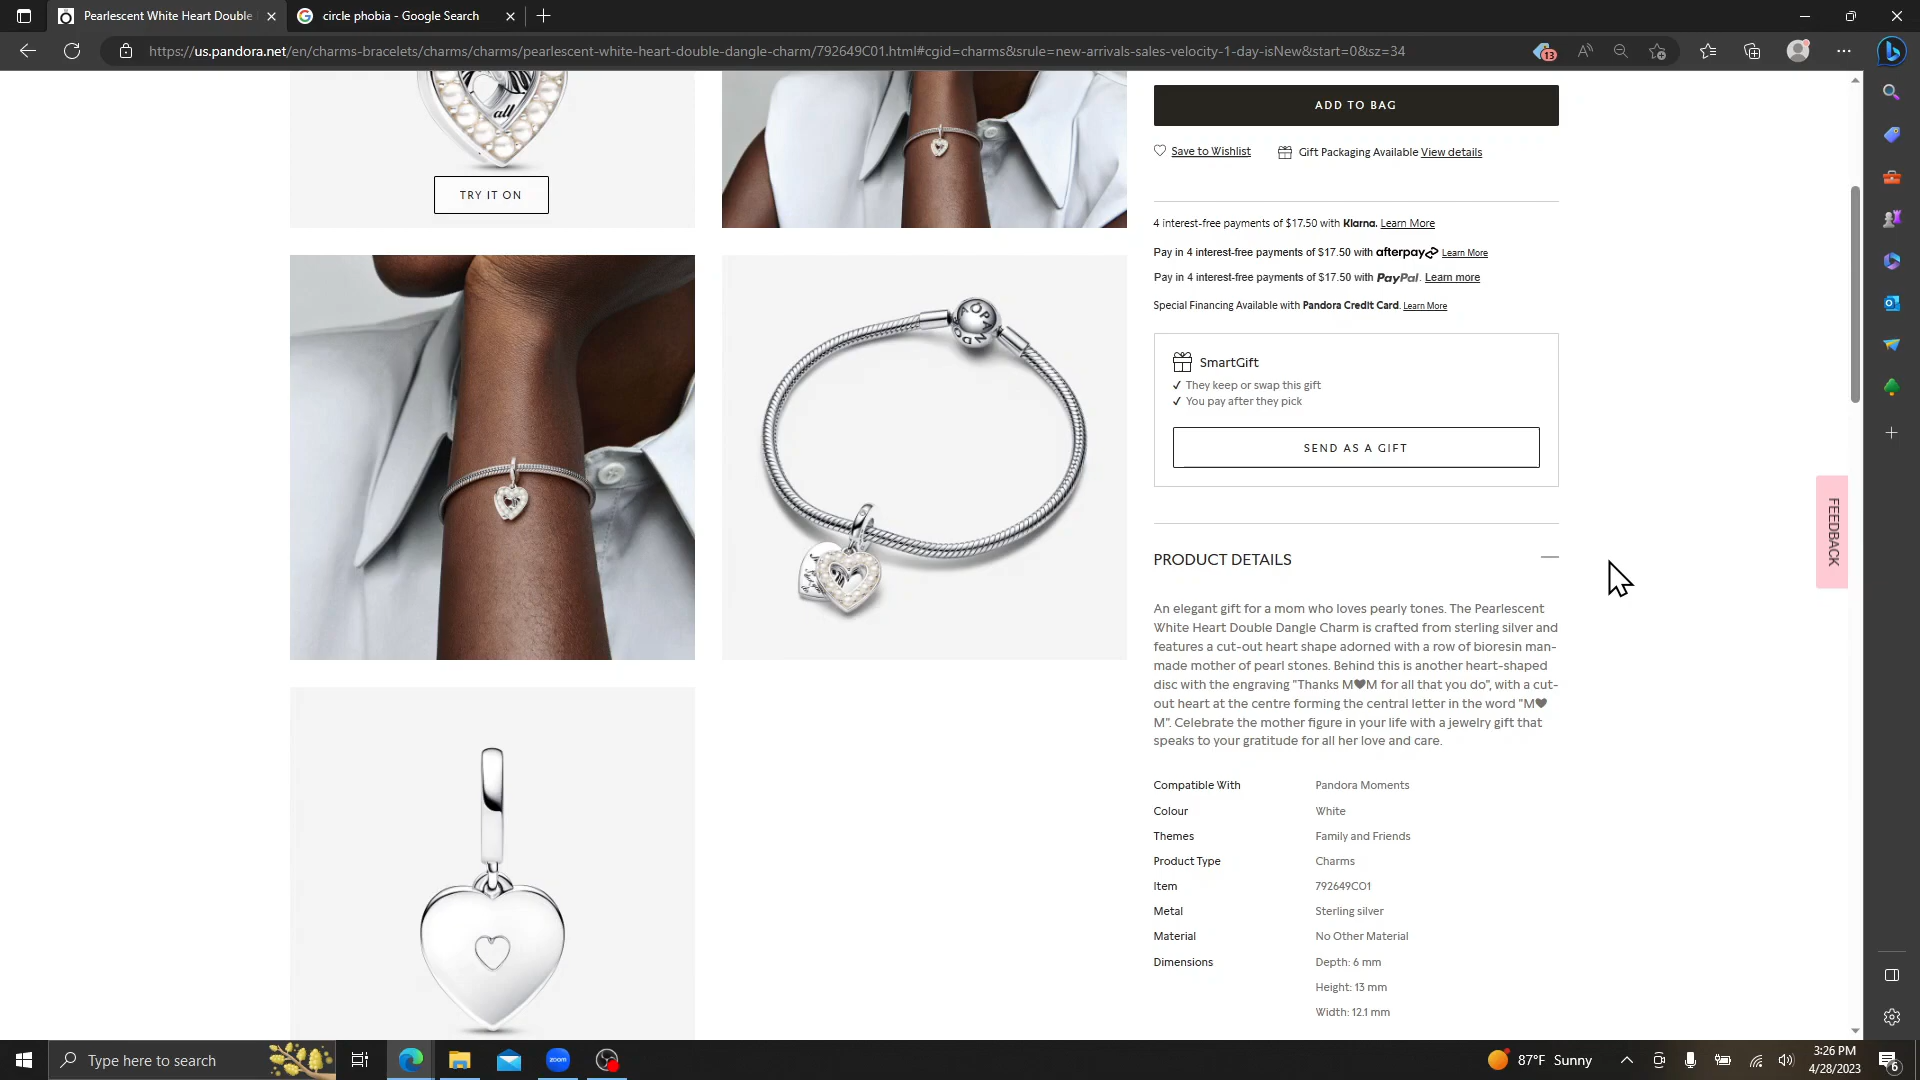 Pearlescent White Heart Double
circle phobia - Google Search
https://us.pandora.net/en/charms-bracelets/charms/charms/pearlescent-white-heart-double-dangle-charm/792649C01.html#cgid=charms&srule=new-arrivals-sales-velocity-1-day-isNew&start=0&sz=34
13
all
TRY IT ON
ADD TO BAG
Save to Wishlist
Gift Packaging Available View details
4 interest-free payments of $17.50 with Klarna. Learn More
Pay in 4 interest-free payments of $17.50 with afterpay Learn More
Pay in 4 interest-free payments of $17.50 with PayPal. Learn more
Special Financing Available with Pandora Credit Card. Learn More
SmartGift
✓ They keep or swap this gift
✓ You pay after they pick
SEND AS A GIFT
FEEDBACK
PRODUCT DETAILS
An elegant gift for a mom who loves pearly tones. The Pearlescent
White Heart Double Dangle Charm is crafted from sterling silver and
features a cut-out heart shape adorned with a row of bioresin man-
made mother of pearl stones. Behind this is another heart-shaped
disc with the engraving "Thanks M♥M for all that you do", with a cut-
out heart at the centre forming the central letter in the word "M♥
M". Celebrate the mother figure in your life with a jewelry gift that
speaks to your gratitude for all her love and care.
Compatible With Pandora Moments
Colour White
Themes Family and Friends
Product Type Charms
Item 792649C01
Metal Sterling silver
Material No Other Material
Dimensions Depth: 6 mm
Height: 13 mm
Width: 12.1 mm
Type here to search
zoom
87°F Sunny
3:26 PM
4/28/2023
6